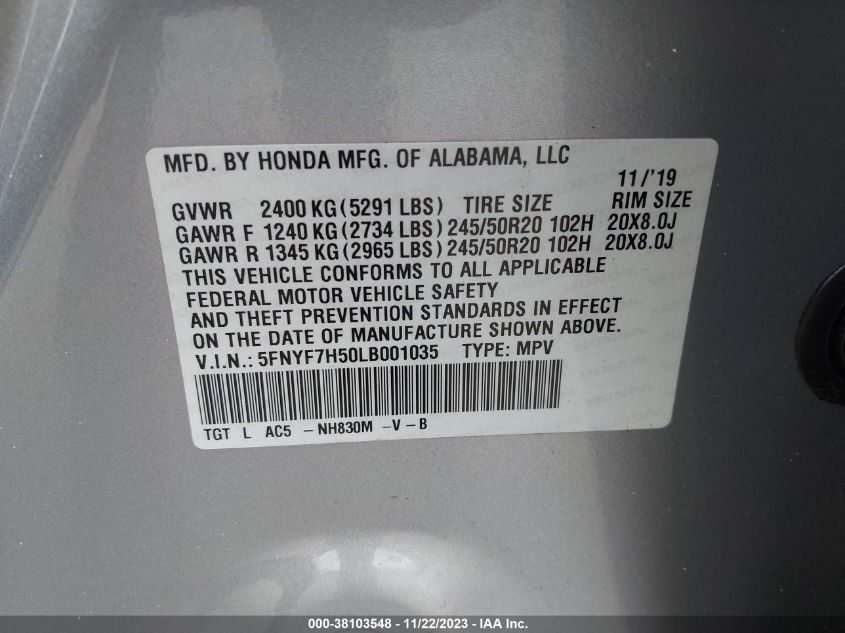 MFD. BY HONDA MFG. OF ALABAMA, LLC
11/'19
GVWR 2400 KG(5291 LBS) TIRE SIZE RIM SIZE
GAWR F 1240 KG(2734 LBS)245/50R20 102H 20X8.0J
GAWR R 1345 KG(2965 LBS)245/50R20 102H 20X8.0J
THIS VEHICLE CONFORMS TO ALL APPLICABLE
FEDERAL MOTOR VEHICLE SAFETY
AND THEFT PREVENTION STANDARDS IN EFFECT
ON THE DATE OF MANUFACTURE SHOWN ABOVE.
V.I.N.: 5FNYF7H50LB001035 TYPE: MPV
TGT L AC5 -NH830M -V-B
000-38103548 - 11/22/2023 - IAA Inc.